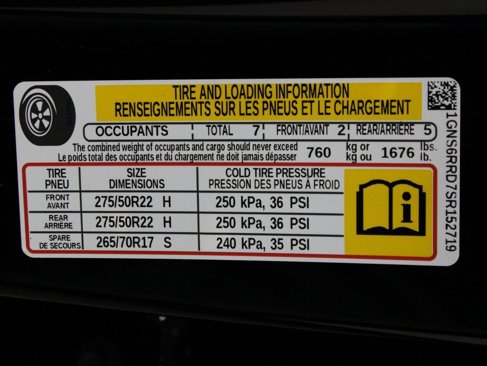 TIRE AND LOADING INFORMATION
RENSEIGNEMENTS SUR LES PNEUS ET LE CHARGEMENT
OCCUPANTS TOTAL 7 FRONT/AVANT 2 REAR/ARRIÈRE 5
The combined weight of occupants and cargo should never exceed 760 kg or 1676 lbs.
Le poids total des occupants et du chargement ne doit jamais dépasser kg ou lb.
TIRE SIZE COLD TIRE PRESSURE
PNEU DIMENSIONS PRESSION DES PNEUS À FROID
FRONT
AVANT 275/50R22 H 250 kPa, 36 PSI
REAR
ARRIÈRE 275/50R22 H 250 kPa, 36 PSI
SPARE
DE SECOURS 265/70R17 S 240 kPa, 35 PSI
1GNS6RRD7SR152719